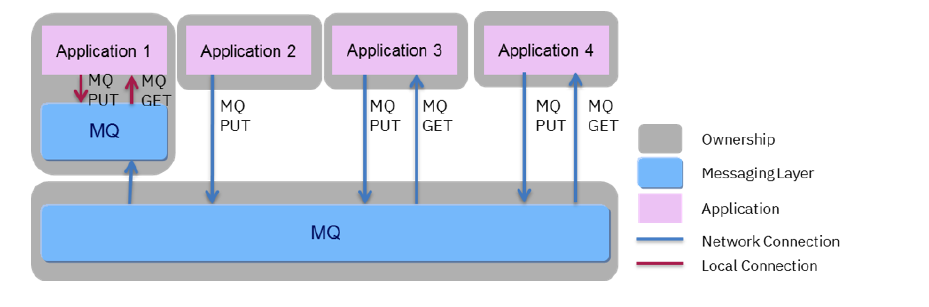 Application 1
Application 2
Application 3
Application 4
MQ
PUT
MQ
GET
MQ
PUT
MQ
PUT
MQ
GET
MQ
PUT
MQ
GET
MQ
MQ
Ownership
Messaging Layer
Application
Network Connection
Local Connection